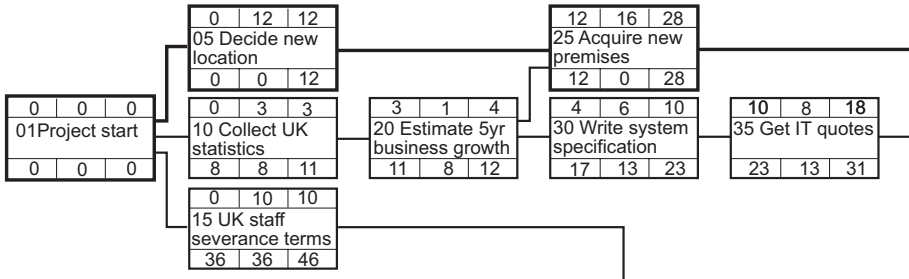 0 12 12
05 Decide new
location
0 0 12
12 16 28
25 Acquire new
premises
12 0 28
0 0 0
01Project start
0 0 0
0 3 3
10 Collect UK
statistics
8 8 11
3 1 4
20 Estimate 5yr
business growth
11 8 12
4 6 10
30 Write system
specification
17 13 23
10 8 18
35 Get IT quotes
23 13 31
0 10 10
15 UK staff
severance terms
36 36 46